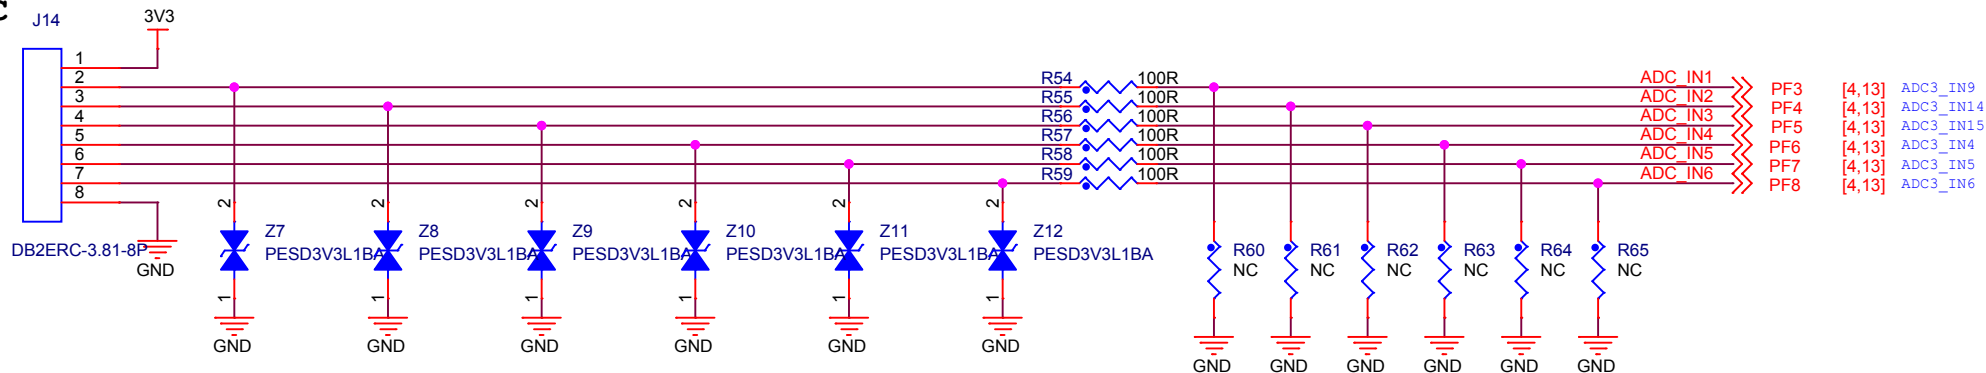 C
J14
3V3
1
2
3
4
5
6
7
8
DB2ERC-3.81-8P
GND
R54 100R ADC_IN1 PF3 [4,13] ADC3_IN9
R55 100R ADC_IN2 PF4 [4,13] ADC3_IN14
R56 100R ADC_IN3 PF5 [4,13] ADC3_IN15
R57 100R ADC_IN4 PF6 [4,13] ADC3_IN4
R58 100R ADC_IN5 PF7 [4,13] ADC3_IN5
R59 100R ADC_IN6 PF8 [4,13] ADC3_IN6
2 2 2 2 2 2
Z7 Z8 Z9 Z10 Z11 Z12
PESD3V3L1BA PESD3V3L1BA PESD3V3L1BA PESD3V3L1BA PESD3V3L1BA PESD3V3L1BA
1 1 1 1 1 1
GND GND GND GND GND GND
R60 R61 R62 R63 R64 R65
NC NC NC NC NC NC
GND GND GND GND GND GND